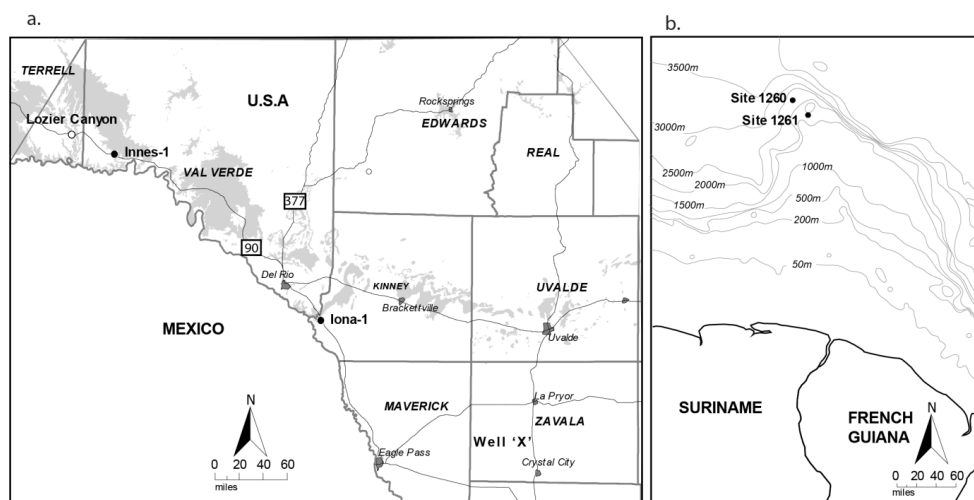 a.
TERRELL
U.S.A
Lozier Canyon
Innes-1
VAL VERDE
Rocksprings
EDWARDS
REAL
377
90
Del Rio
KINNEY
Brackettville
UVALDE
Uvalde
Iona-1
MEXICO
MAVERICK
La Pryor
ZAVALA
Well 'X'
Eagle Pass
Crystal City
N
0 20 40 60
miles
b.
3500m
Site 1260
Site 1261
3000m
2500m
2000m
1500m
1000m
500m
200m
50m
SURINAME
FRENCH
GUIANA
N
0 20 40 60
miles